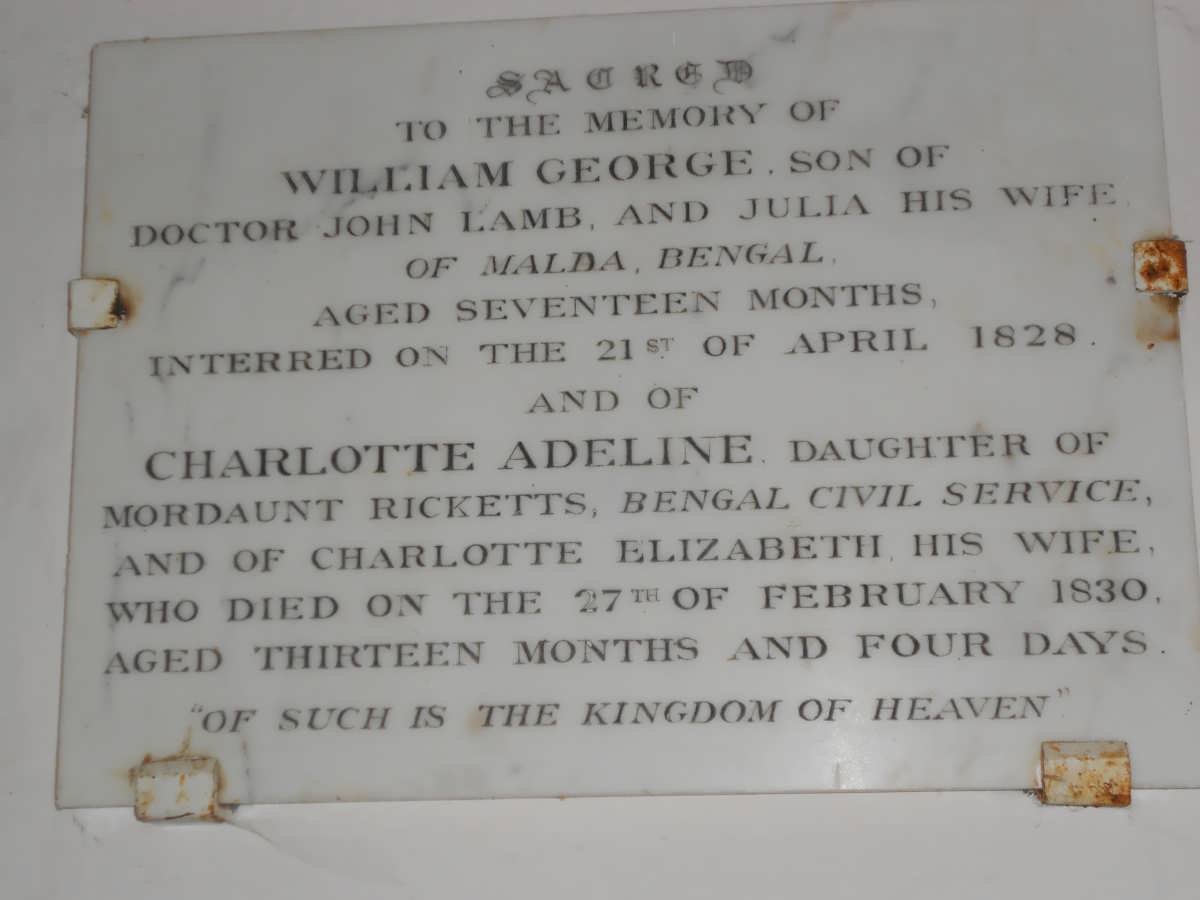 SACRED
TO THE MEMORY OF
WILLIAM GEORGE, SON OF
DOCTOR JOHN LAMB, AND JULIA HIS WIFE,
OF MALDA, BENGAL,
AGED SEVENTEEN MONTHS,
INTERRED ON THE 21ST OF APRIL 1828.
AND OF
CHARLOTTE ADELINE, DAUGHTER OF
MORDAUNT RICKETTS, BENGAL CIVIL SERVICE,
AND OF CHARLOTTE ELIZABETH, HIS WIFE,
WHO DIED ON THE 27TH OF FEBRUARY 1830,
AGED THIRTEEN MONTHS AND FOUR DAYS.
"OF SUCH IS THE KINGDOM OF HEAVEN"